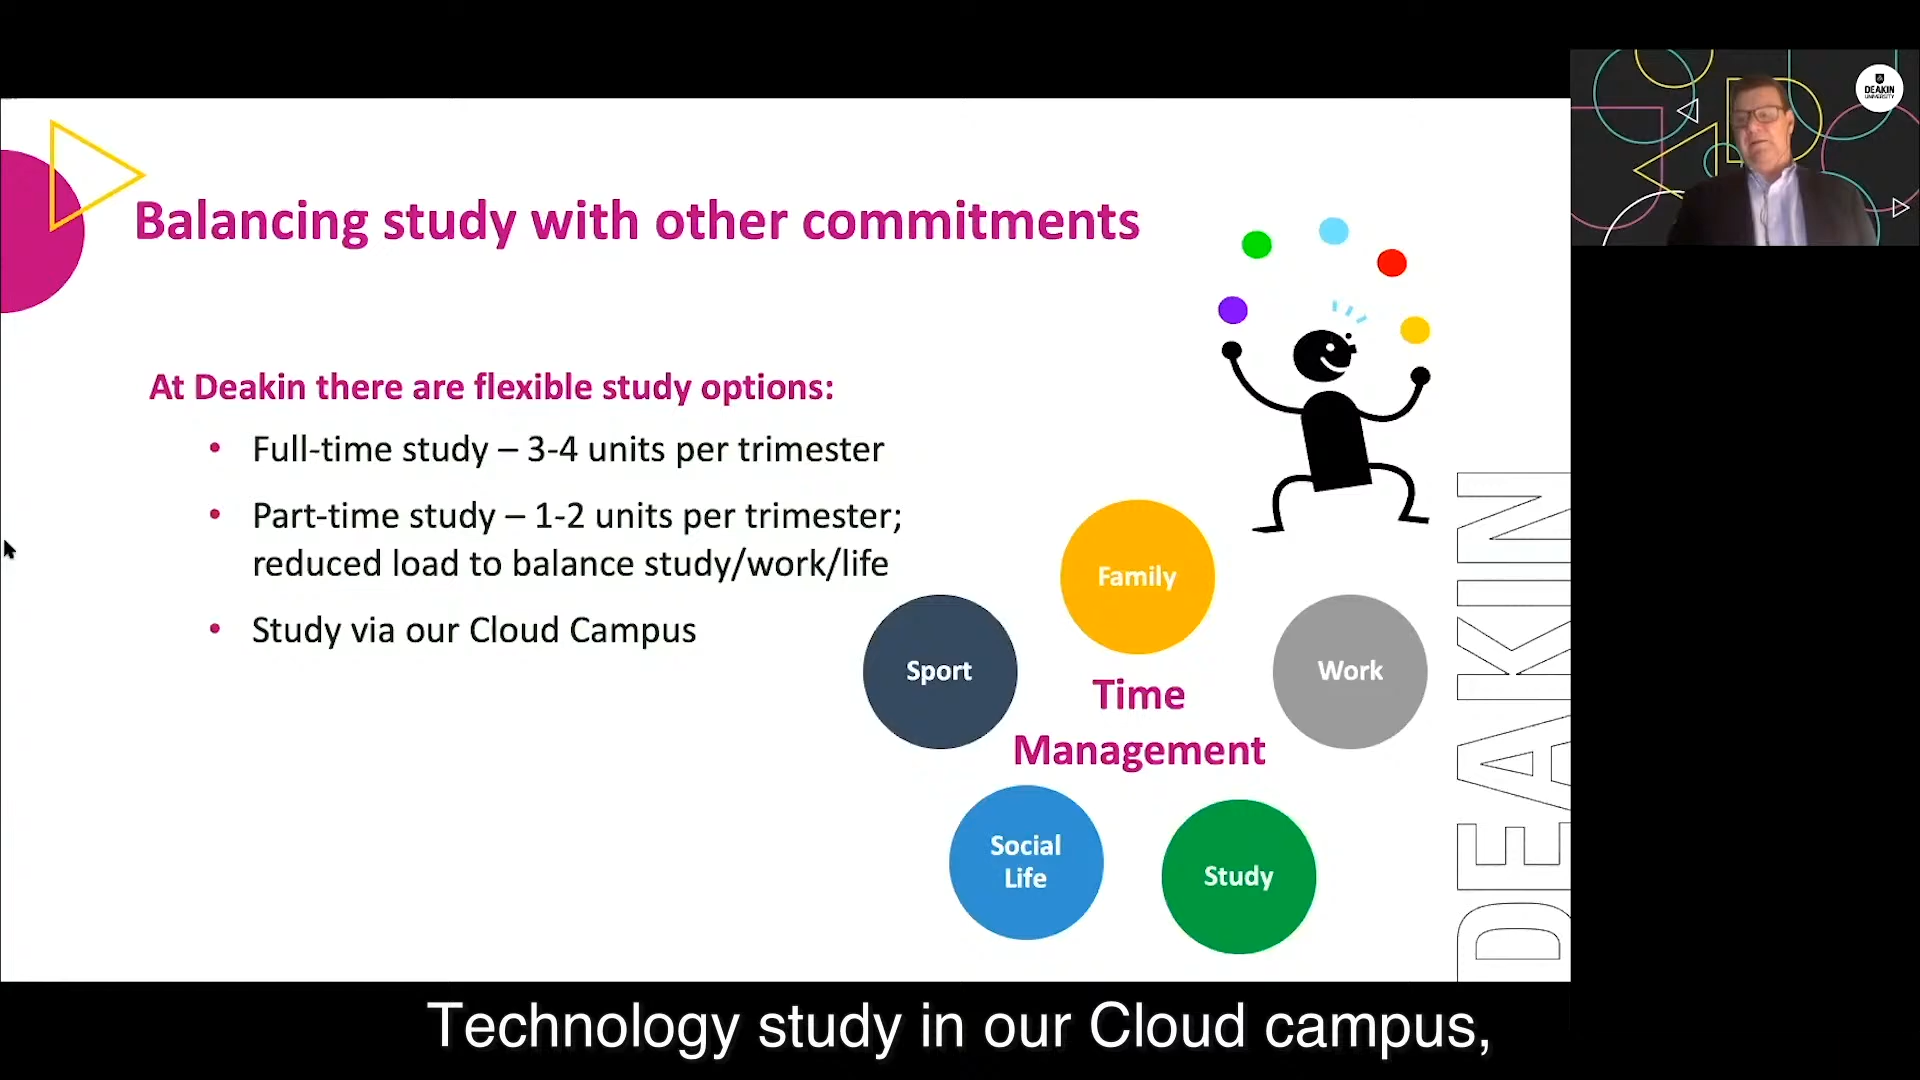 DEAKIN
UNIVERSITY
Balancing study with other commitments
At Deakin there are flexible study options:
• Full-time study – 3-4 units per trimester
• Part-time study – 1-2 units per trimester;
reduced load to balance study/work/life
• Study via our Cloud Campus
Family
Sport
Work
Time
Management
Social
Life
Study
DEAKIN
Technology study in our Cloud campus,